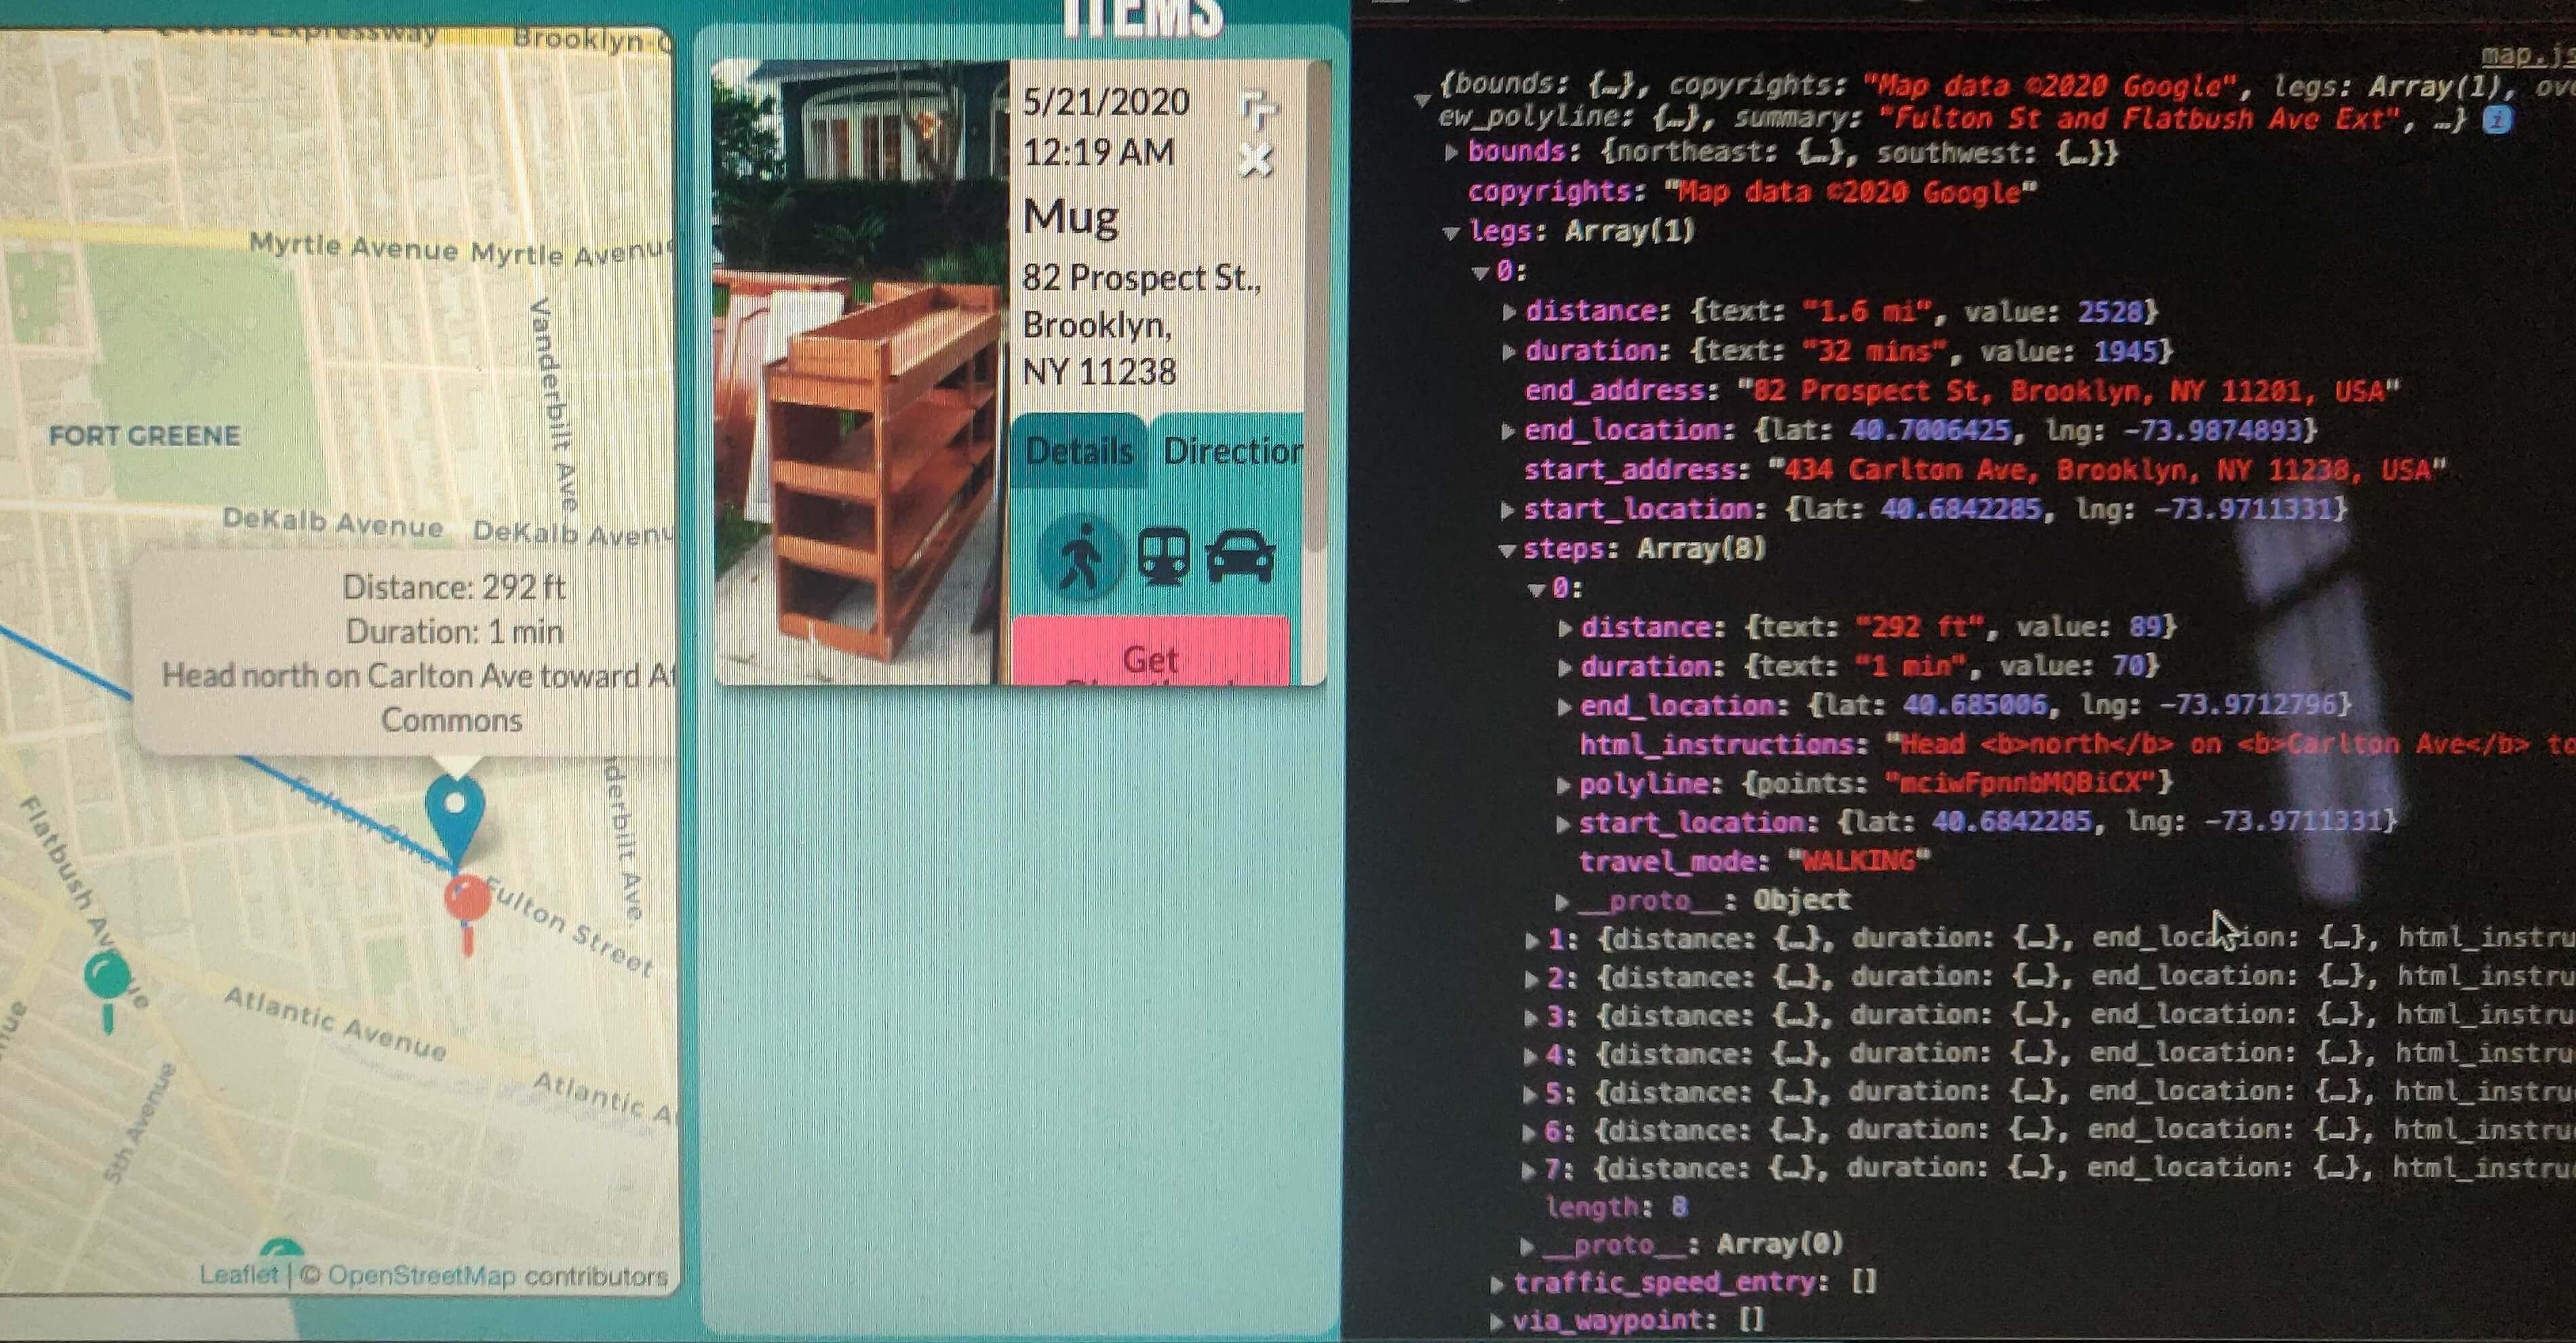 Queens Expressway
Brooklyn-Q
Myrtle Avenue Myrtle Avenue
Vanderbilt Ave
FORT GREENE
DeKalb Avenue DeKalb Avenu
Distance: 292 ft
Duration: 1 min
Head north on Carlton Ave toward At
Commons
Fulton Street
derbilt Ave.
Flatbush Avenue
Fulton Street
Atlantic Avenue
Atlantic A
5th Avenue
nue
Leaflet | © OpenStreetMap contributors
ITEMS
5/21/2020
12:19 AM
Mug
82 Prospect St.,
Brooklyn,
NY 11238
Details Direction
Get
map.js
{bounds: {…}, copyrights: "Map data ©2020 Google", legs: Array(1), ove
ew_polyline: {…}, summary: "Fulton St and Flatbush Ave Ext", …} i
bounds: {northeast: {…}, southwest: {…}}
copyrights: "Map data ©2020 Google"
legs: Array(1)
0:
distance: {text: "1.6 mi", value: 2528}
duration: {text: "32 mins", value: 1945}
end_address: "82 Prospect St, Brooklyn, NY 11201, USA"
end_location: {lat: 40.7006425, lng: -73.9874893}
start_address: "434 Carlton Ave, Brooklyn, NY 11238, USA"
start_location: {lat: 40.6842285, lng: -73.9711331}
steps: Array(8)
0:
distance: {text: "292 ft", value: 89}
duration: {text: "1 min", value: 70}
end_location: {lat: 40.685006, lng: -73.9712796}
html_instructions: "Head <b>north</b> on <b>Carlton Ave</b> to
polyline: {points: "mciwFpnnbMQBiCX"}
start_location: {lat: 40.6842285, lng: -73.9711331}
travel_mode: "WALKING"
__proto__: Object
1: {distance: {…}, duration: {…}, end_location: {…}, html_instru
2: {distance: {…}, duration: {…}, end_location: {…}, html_instru
3: {distance: {…}, duration: {…}, end_location: {…}, html_instru
4: {distance: {…}, duration: {…}, end_location: {…}, html_instru
5: {distance: {…}, duration: {…}, end_location: {…}, html_instru
6: {distance: {…}, duration: {…}, end_location: {…}, html_instru
7: {distance: {…}, duration: {…}, end_location: {…}, html_instru
length: 8
__proto__: Array(0)
traffic_speed_entry: []
via_waypoint: []